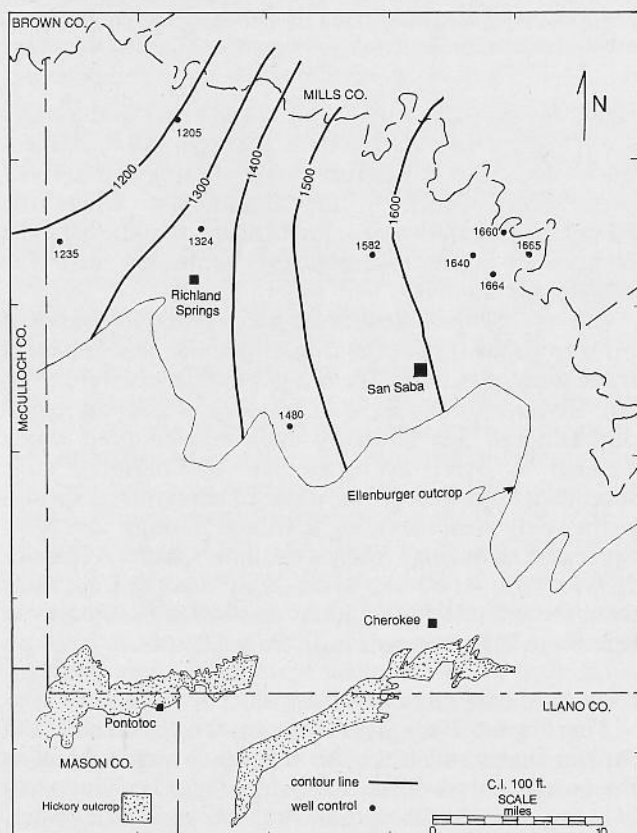 BROWN CO.
MILLS CO.
N
1205
1200
1300
1400
1500
1600
1235
1324
1582
1660
1665
1640
1664
Richland
Springs
McCULLOCH CO.
San Saba
1480
Ellenburger outcrop
Cherokee
Pontotoc
LLANO CO.
MASON CO.
Hickory outcrop
contour line
well control
C.I. 100 ft.
SCALE
miles
0 10